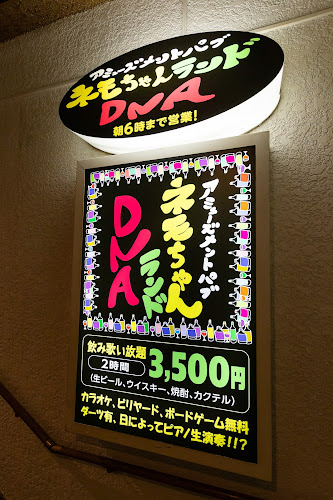 アミューズメントパブ
ネモちゃんランド
DNA
朝6時まで営業!
アミューズメントパブ
ネモちゃん
ランド
DNA
飲み歌い放題
2時間
3,500円
(生ビール、ウイスキー、焼酎、カクテル)
カラオケ、ビリヤード、ボードゲーム無料
ダーツ有、日によってピアノ生演奏!!?